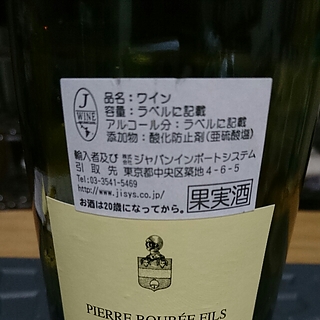 J
WINE
品名：ワイン
容量：ラベルに記載
アルコール分：ラベルに記載
添加物：酸化防止剤(亜硫酸塩)
輸入者及び 株式会社 ジャパンインポートシステム
引取先 東京都中央区築地4-6-5
Tel:03-3541-5469
http://www.jisys.co.jp/
お酒は20歳になってから。
果実酒
PIERRE BOURÉE FILS